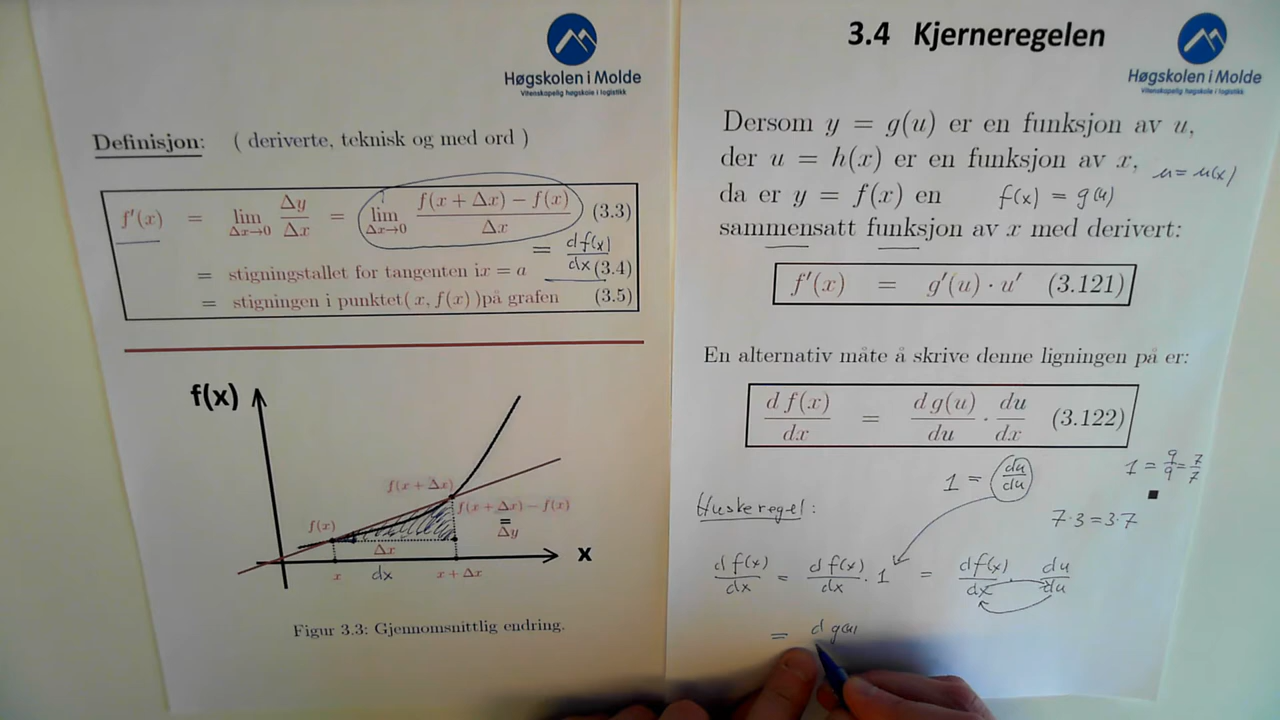 Høgskolen i Molde
Vitenskapelig høgskole i logistikk
Definisjon: ( deriverte, teknisk og med ord )
f′(x) = lim Δx→0 Δy/Δx = lim Δx→0 (f(x + Δx) − f(x))/Δx (3.3)
= df(x)/dx
= stigningstallet for tangenten i x = a (3.4)
= stigningen i punktet( x, f(x) )på grafen (3.5)
f(x)
f(x + Δx)
f(x + Δx) − f(x)
=
Δy
f(x)
Δx
x
x dx x + Δx
Figur 3.3: Gjennomsnittlig endring.
3.4 Kjerneregelen
Høgskolen i Molde
Vitenskapelig høgskole i logistikk
Dersom y = g(u) er en funksjon av u,
der u = h(x) er en funksjon av x, u = u(x)
da er y = f(x) en f(x) = g(u)
sammensatt funksjon av x med derivert:
f′(x) = g′(u) · u′ (3.121)
En alternativ måte å skrive denne ligningen på er:
d f(x)/dx = d g(u)/du · du/dx (3.122)
1 = du/du
1 = 9/9 = 7/7
Huskeregel:
7·3 = 3·7
d f(x)/dx = d f(x)/dx · 1 = df(x)/dx · du/du
= d g(u)